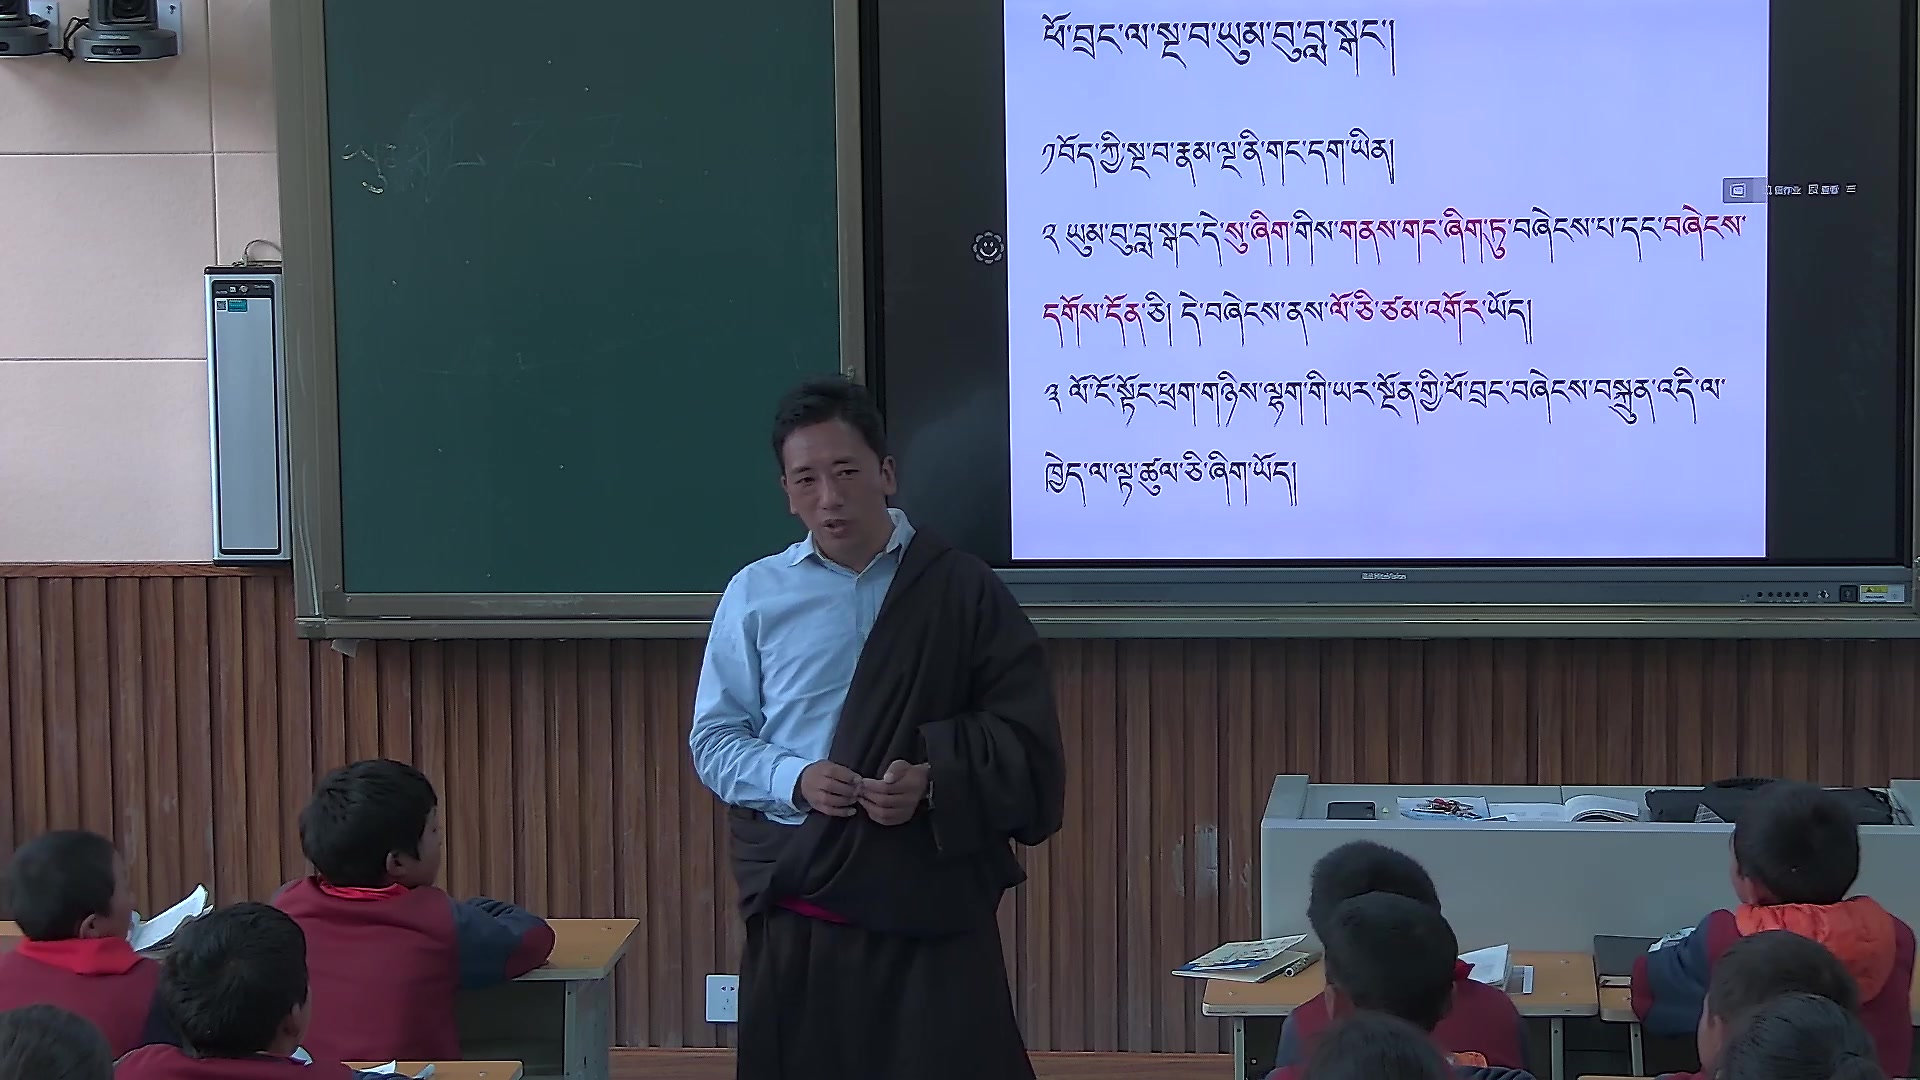 ཕོ་བྲང་ལ་སྔ་བ་ཡུམ་བུ་བླ་སྒང་།
༡བོད་ཀྱི་སྔ་བ་རྣམ་ལྔ་ནི་གང་དག་ཡིན།
༢ ཡུམ་བུ་བླ་སྒང་དེ་སུ་ཞིག་གིས་གནས་གང་ཞིག་ཏུ་བཞེངས་པ་དང་བཞེངས་
དགོས་དོན་ཅི། དེ་བཞེངས་ནས་ལོ་ཅི་ཙམ་འགོར་ཡོད།
༣ ལོ་ངོ་སྟོང་ཕྲག་གཉིས་ལྷག་གི་ཡར་སྔོན་གྱི་ཕོ་བྲང་བཞེངས་བསྐྲུན་འདི་ལ་
ཁྱེད་ལ་ལྟ་ཚུལ་ཅི་ཞིག་ཡོད།